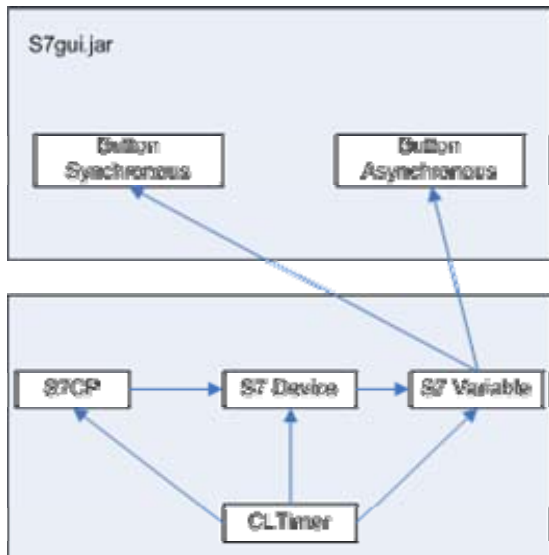 S7gui.jar
Button
Synchronous
Button
Asynchronous
S7CP
S7 Device
S7 Variable
CLTimer